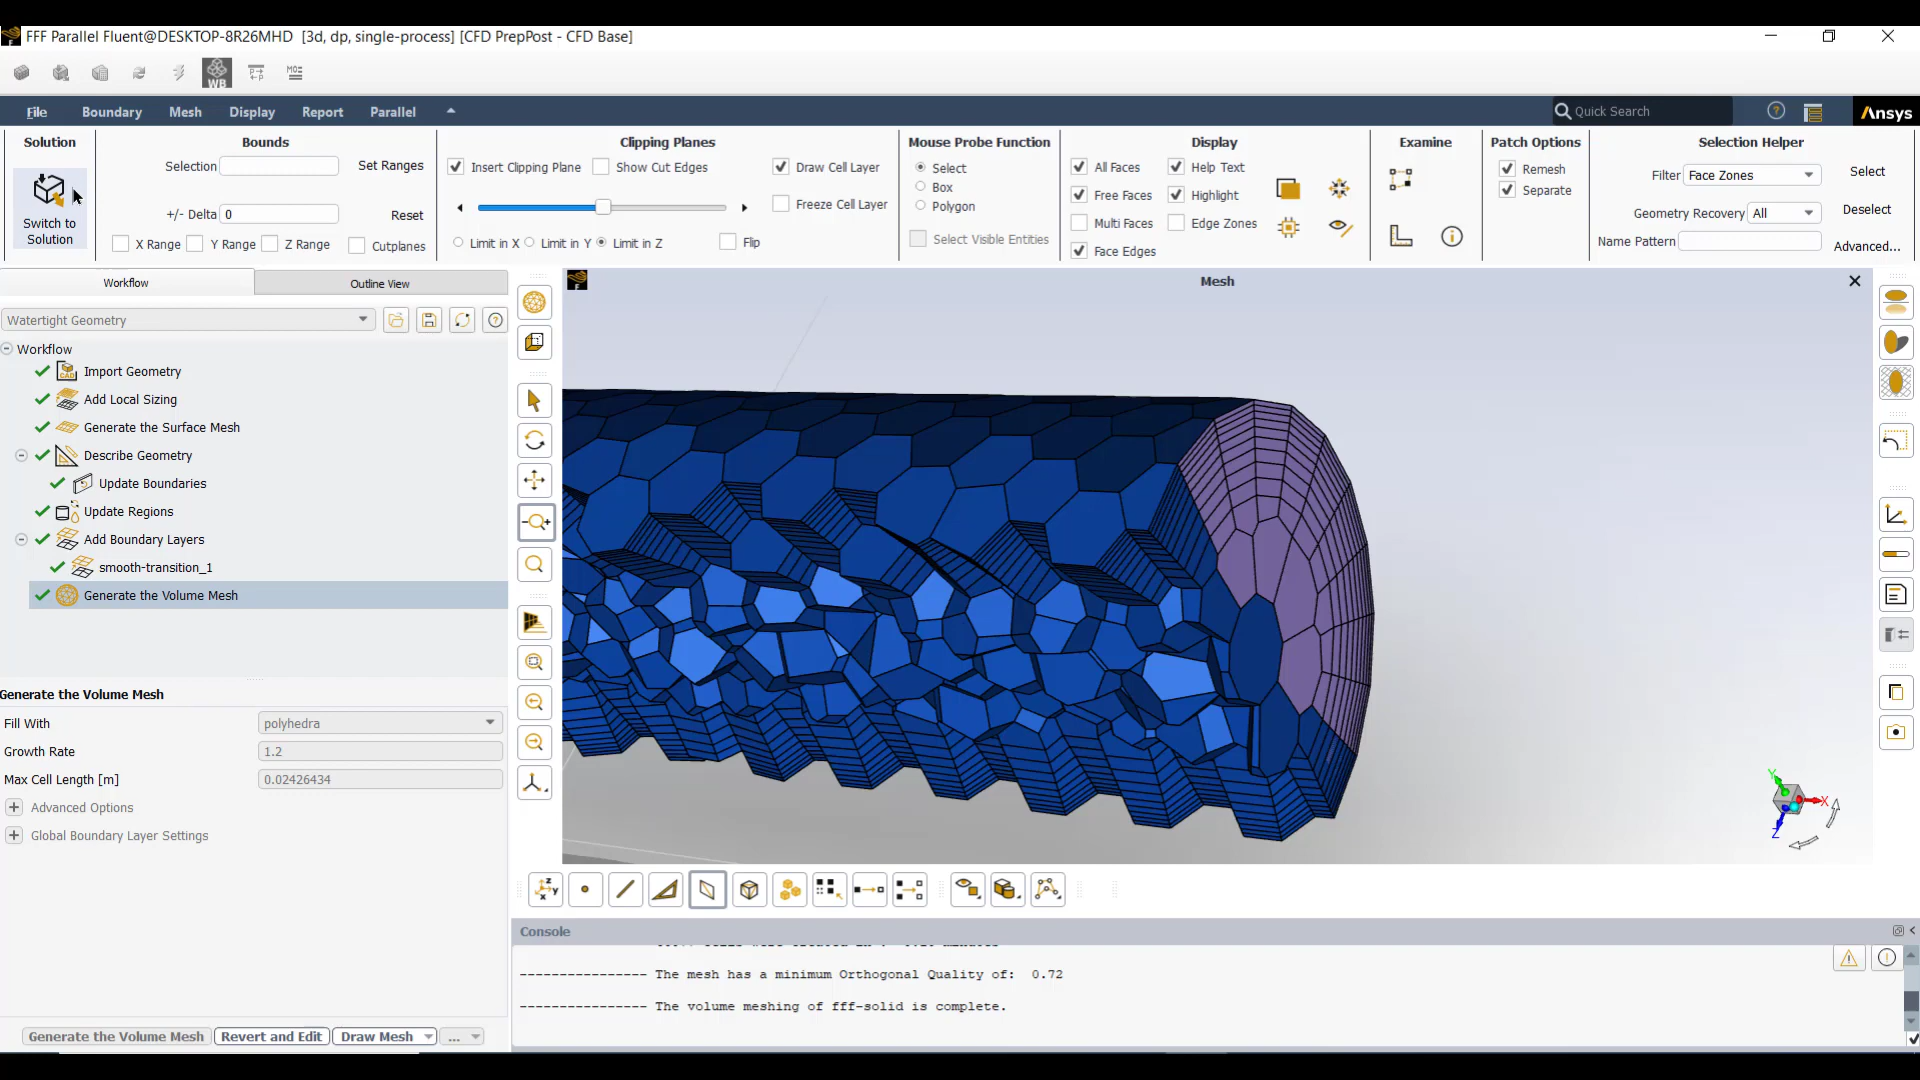 FFF Parallel Fluent@DESKTOP-8R26MHD [3d, dp, single-process] [CFD PrepPost - CFD Base]
WB
File Boundary Mesh Display Report Parallel Quick Search Ansys
Solution Bounds Clipping Planes Mouse Probe Function Display Examine Patch Options Selection Helper
Switch to
Solution
Selection Set Ranges
+/- Delta 0 Reset
X Range Y Range Z Range Cutplanes
Insert Clipping Plane Show Cut Edges Draw Cell Layer
Freeze Cell Layer
Limit in X Limit in Y Limit in Z Flip
Select
Box
Polygon
Select Visible Entities
All Faces Help Text
Free Faces Highlight
Multi Faces Edge Zones
Face Edges
Remesh
Separate
Filter Face Zones Select
Geometry Recovery All Deselect
Name Pattern Advanced...
Workflow Outline View
Watertight Geometry
Workflow
Import Geometry
Add Local Sizing
Generate the Surface Mesh
Describe Geometry
Update Boundaries
Update Regions
Add Boundary Layers
smooth-transition_1
Generate the Volume Mesh
Generate the Volume Mesh
Fill With polyhedra
Growth Rate 1.2
Max Cell Length [m] 0.02426434
Advanced Options
Global Boundary Layer Settings
Generate the Volume Mesh Revert and Edit Draw Mesh ...
Mesh
Y
X
Z
Console
---------------- The mesh has a minimum Orthogonal Quality of: 0.72
---------------- The volume meshing of fff-solid is complete.